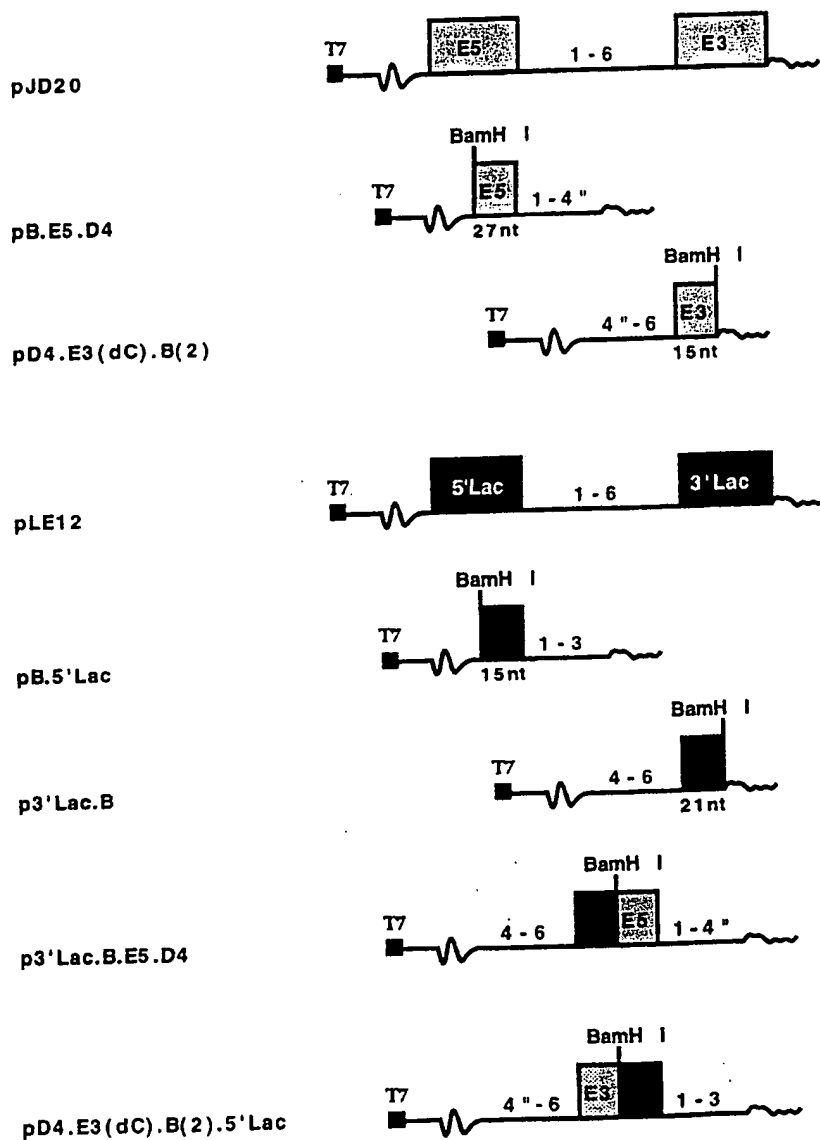 T7 E5 1 - 6 E3
pJD20
BamH I
T7 E5 1 - 4"
27nt
pB.E5.D4
BamH I
T7 4" - 6 E3
15nt
pD4.E3(dC).B(2)
T7 5'Lac 1 - 6 3'Lac
pLE12
BamH I
T7 1 - 3
15nt
pB.5'Lac
BamH I
T7 4 - 6
21nt
p3'Lac.B
BamH I
T7 4 - 6 E5 1 - 4"
p3'Lac.B.E5.D4
BamH I
T7 4" - 6 E3 1 - 3
pD4.E3(dC).B(2).5'Lac